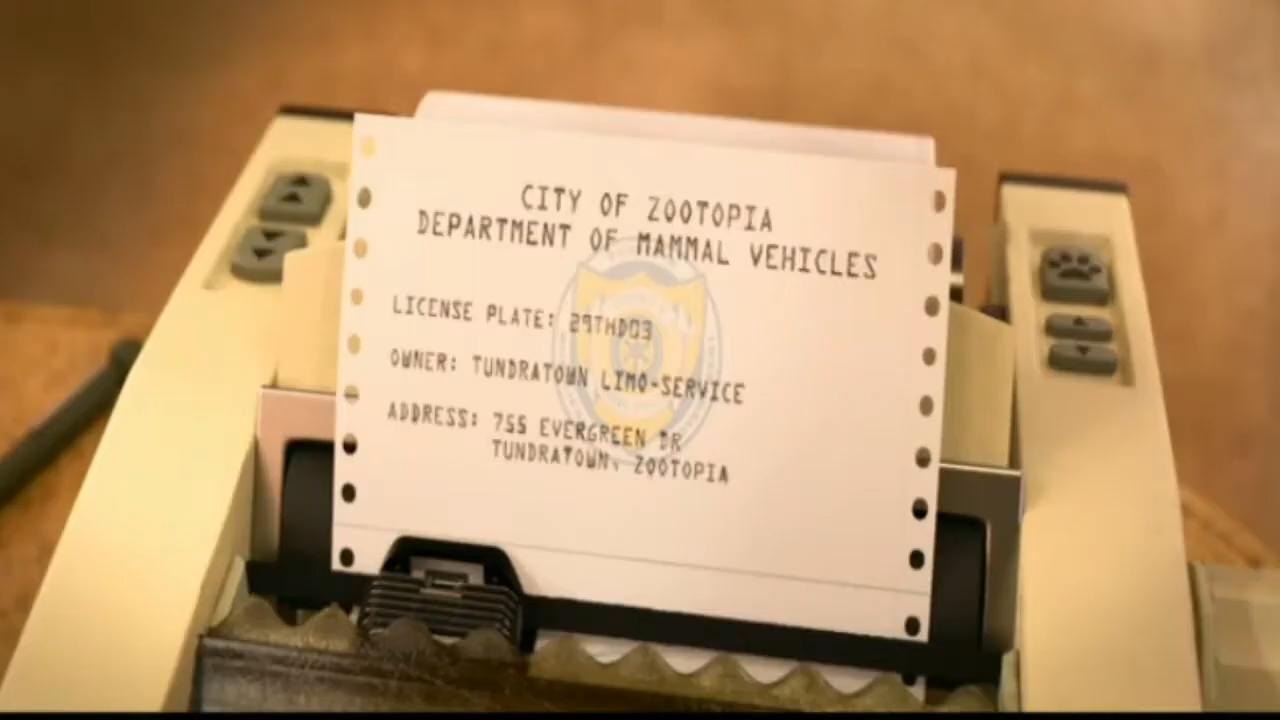 CITY OF ZOOTOPIA
DEPARTMENT OF MAMMAL VEHICLES
LICENSE PLATE: 29THD03
OWNER: TUNDRATOWN LIMO-SERVICE
ADDRESS: 755 EVERGREEN DR
TUNDRATOWN, ZOOTOPIA